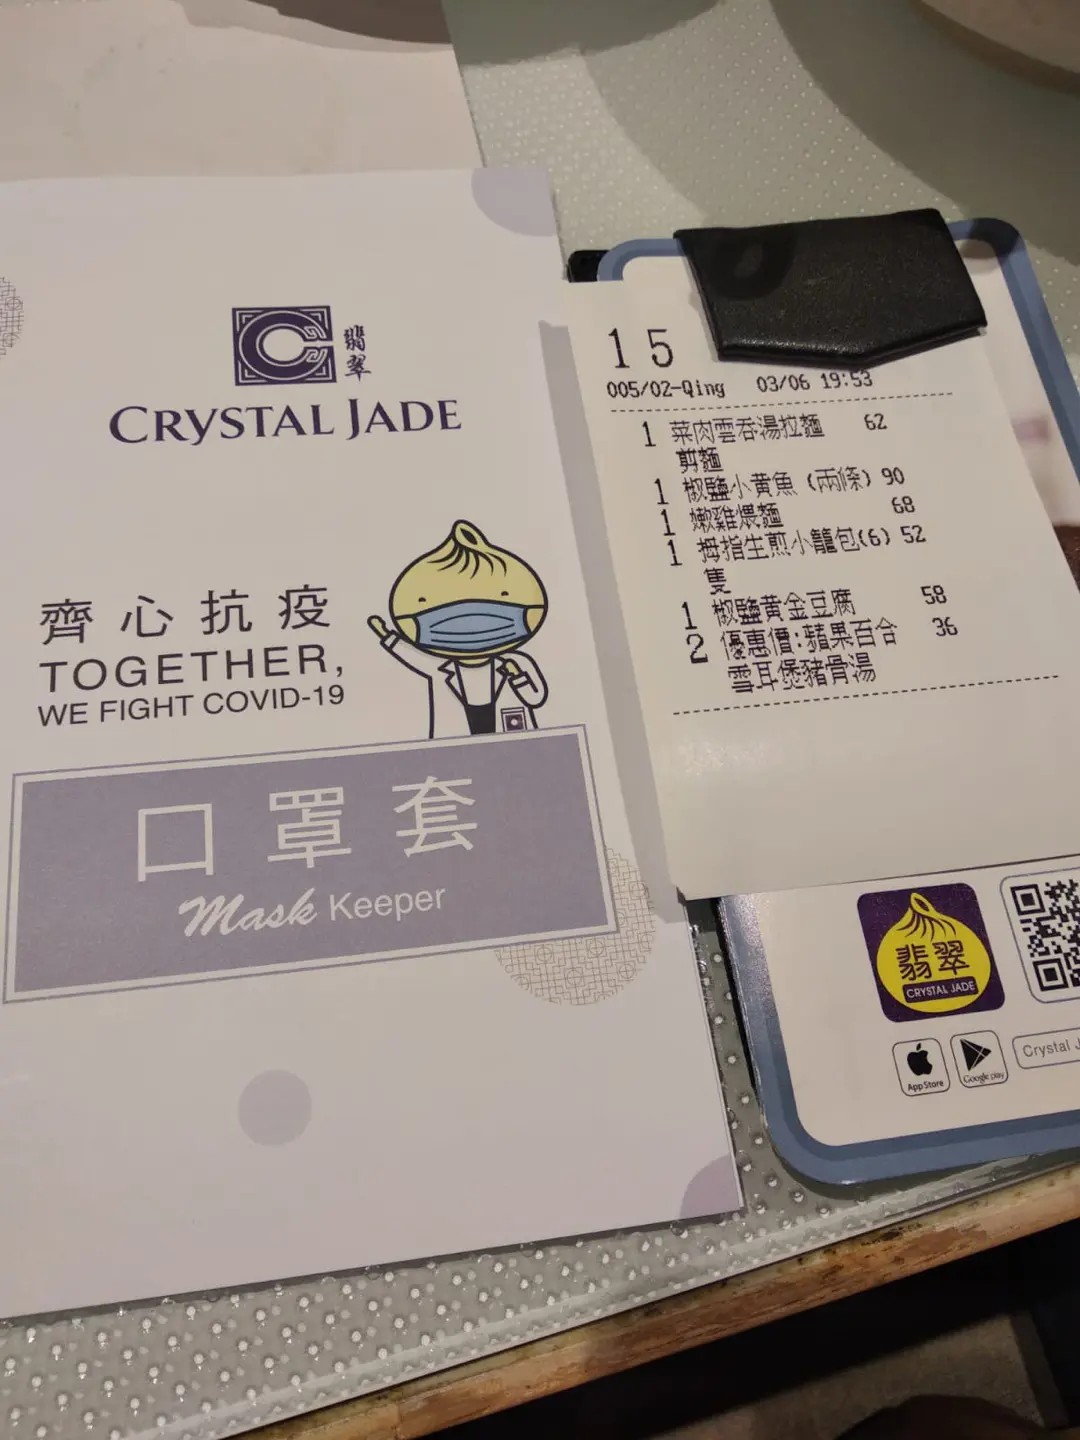 翡翠
CRYSTAL JADE
齊心抗疫
TOGETHER,
WE FIGHT COVID-19
口罩套
Mask Keeper
15
005/02-Qing 03/06 19:53
1 菜肉雲吞湯拉麵 62
剪麵
1 椒鹽小黄魚 (兩條) 90
1 嫩雞煨麵 68
1 拇指生煎小籠包(6) 52
隻
1 椒鹽黄金豆腐 58
2 優惠價:蘋果百合 36
雪耳煲豬骨湯
翡翠
CRYSTAL JADE
App Store
Google play
Crystal J